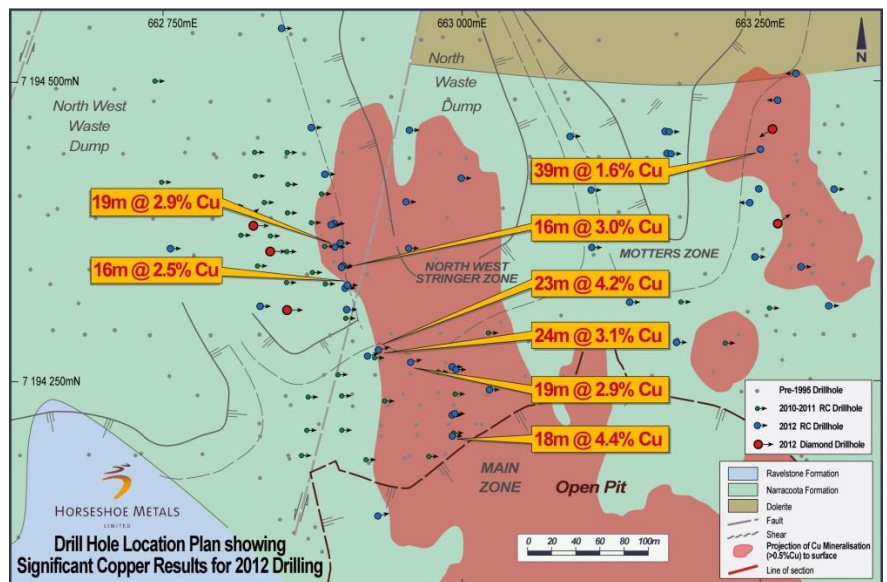 662 750mE
663 000 mE
663 250 mE
7 194 500mN
7 194 250mN
N
North West
Waste
Dump
North
Waste
Dump
39m @ 1.6% Cu
19m @ 2.9% Cu
16m @ 3.0% Cu
16m @ 2.5% Cu
MOTTERS ZONE
NORTH WEST
STRINGER ZONE
23m @ 4.2% Cu
24m @ 3.1% Cu
19m @ 2.9% Cu
18m @ 4.4% Cu
MAIN
ZONE
Open Pit
Pre-1995 Drillhole
2010-2011 RC Drillhole
2012 RC Drillhole
2012 Diamond Drillhole
Ravelstone Formation
Narracoota Formation
Dolerite
Fault
Shear
Projection of Cu Mineralisation
(>0.5%Cu) to surface
Line of section
HORSESHOE METALS
LIMITED
Drill Hole Location Plan showing
Significant Copper Results for 2012 Drilling
0 20 40 60 80 100m